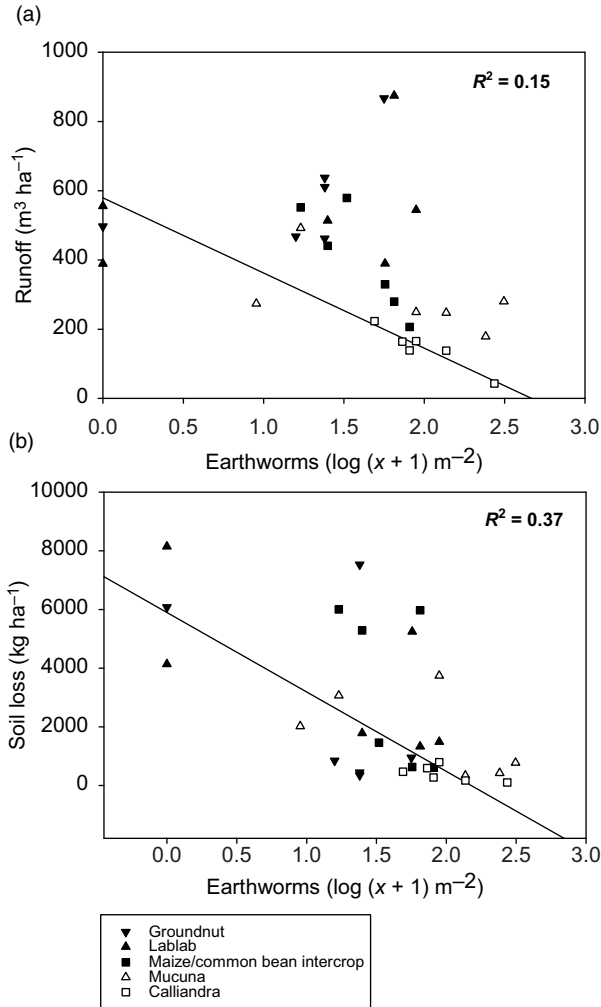 (a)
1000
800
600
400
200
0
Runoff (m³ ha⁻¹)
R² = 0.15
0.0 0.5 1.0 1.5 2.0 2.5 3.0
Earthworms (log (x + 1) m⁻²)
(b)
10000
8000
6000
4000
2000
0
Soil loss (kg ha⁻¹)
R² = 0.37
0.0 0.5 1.0 1.5 2.0 2.5 3.0
Earthworms (log (x + 1) m⁻²)
Groundnut
Lablab
Maize/common bean intercrop
Mucuna
Calliandra